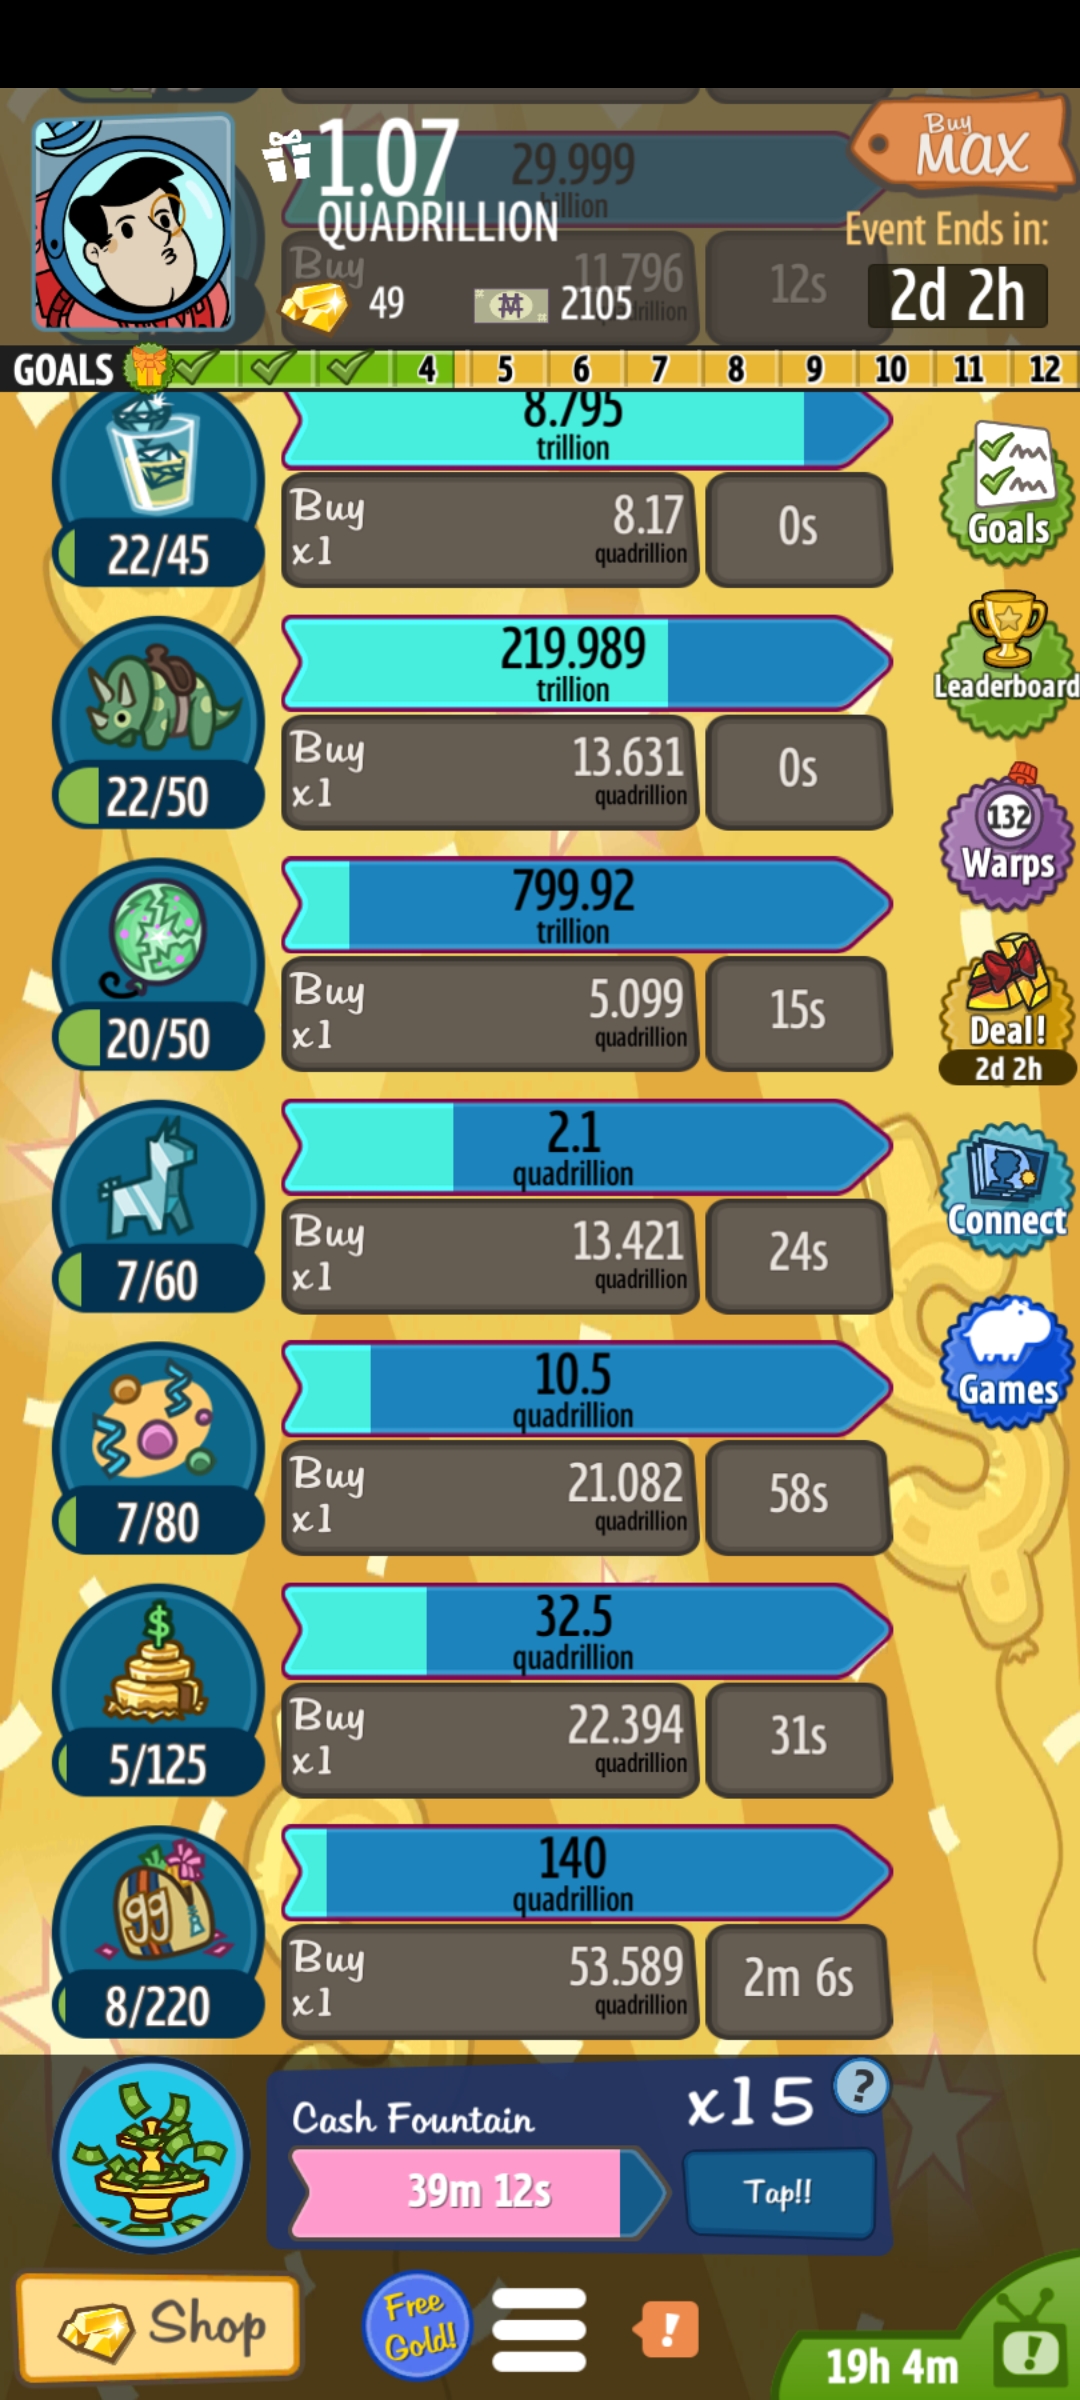 1.07
QUADRILLION
29.999
Buy
MAX
Event Ends in:
2d 2h
Buy
11.796
12s
49
2105
GOALS
4
5
6
7
8
9
10
11
12
8.795
trillion
Buy
x1
8.17
quadrillion
0s
22/45
Goals
219.989
trillion
Buy
x1
13.631
quadrillion
0s
22/50
Leaderboard
132
Warps
799.92
trillion
Buy
x1
5.099
quadrillion
15s
20/50
Deal!
2d 2h
2.1
quadrillion
Buy
x1
13.421
quadrillion
24s
7/60
Connect
10.5
quadrillion
Buy
x1
21.082
quadrillion
58s
7/80
Games
32.5
quadrillion
Buy
x1
22.394
quadrillion
31s
$
5/125
140
quadrillion
Buy
x1
53.589
quadrillion
2m 6s
99
8/220
Cash Fountain
x15
?
39m 12s
Tap!!
Shop
Free
Gold!
!
19h 4m
!